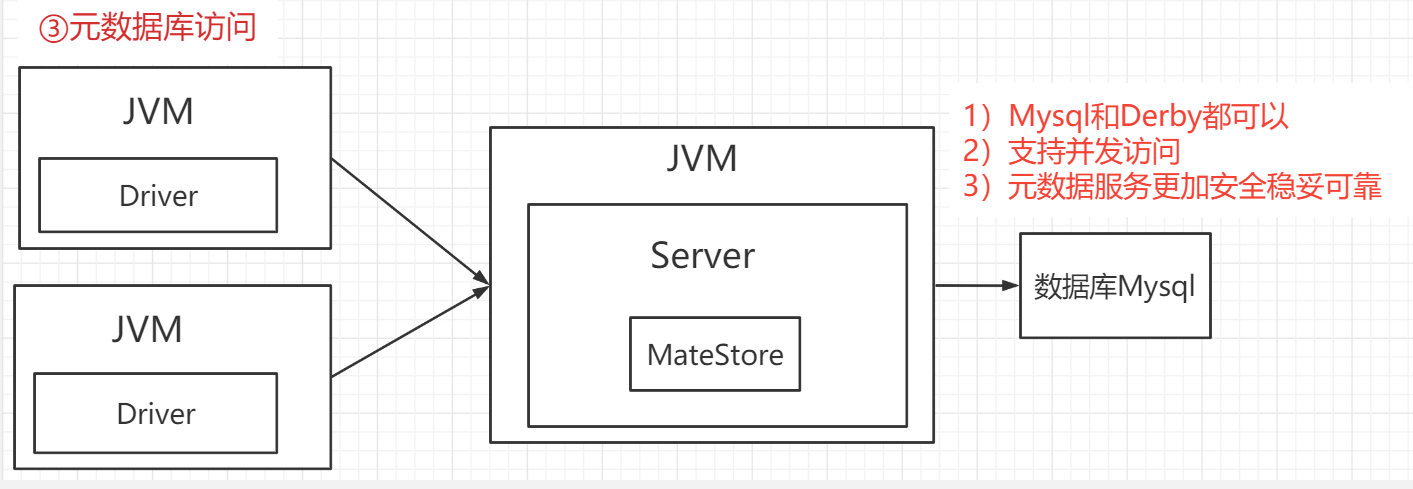 ③元数据库访问
JVM
Driver
JVM
Driver
JVM
Server
MateStore
1）Mysql和Derby都可以
2）支持并发访问
3）元数据服务更加安全稳妥可靠
数据库Mysql